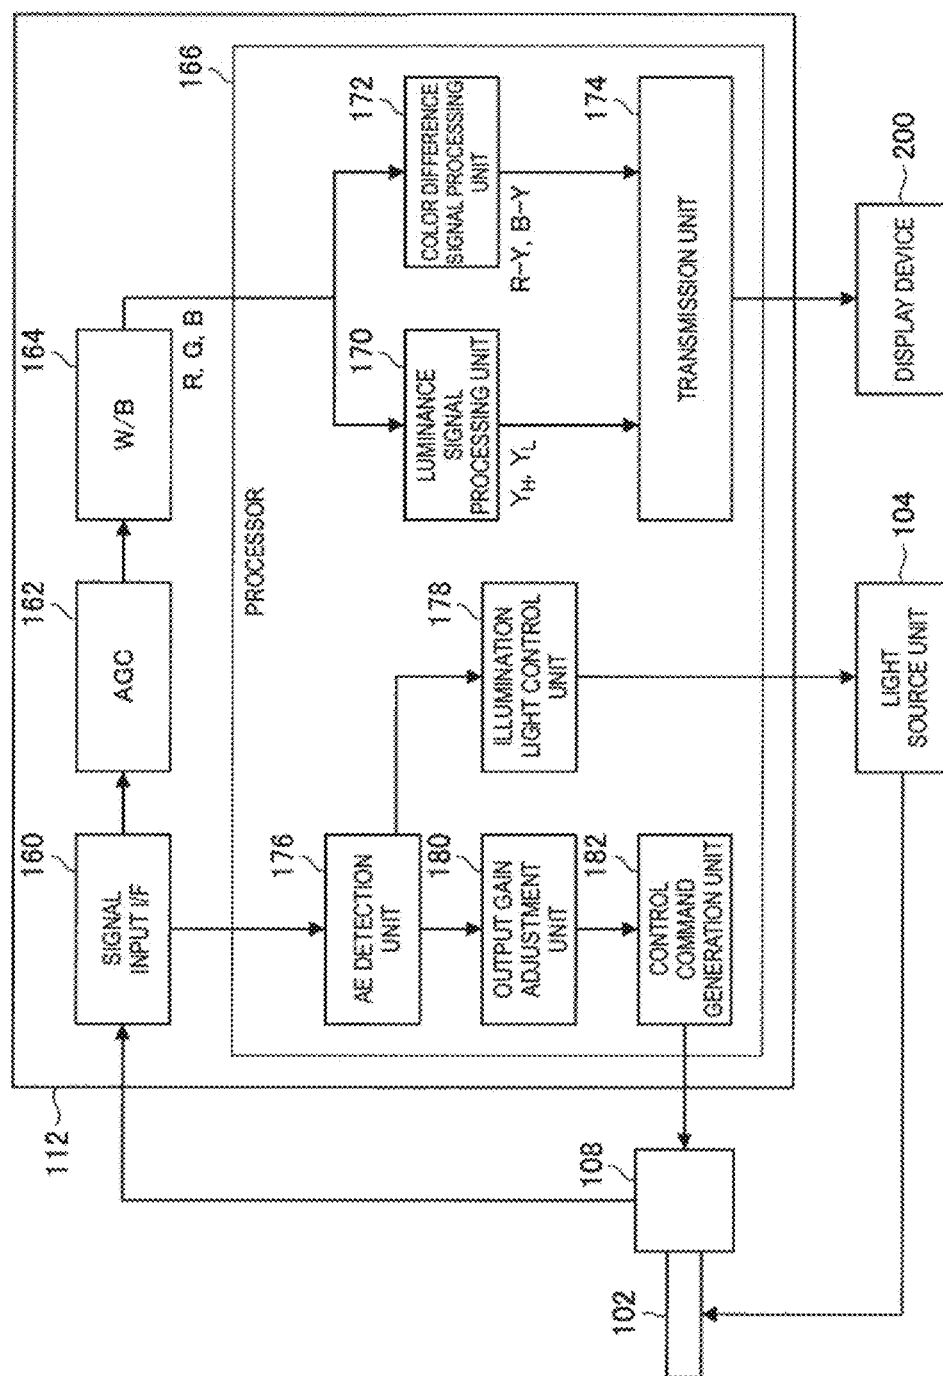 112
160
SIGNAL
INPUT I/F
162
AGC
164
W/B
R, G, B
166
PROCESSOR
176
AE DETECTION
UNIT
180
OUTPUT GAIN
ADJUSTMENT
UNIT
182
CONTROL
COMMAND
GENERATION UNIT
178
ILLUMINATION
LIGHT CONTROL
UNIT
170
LUMINANCE
SIGNAL
PROCESSING UNIT
Y_H, Y_L
172
COLOR DIFFERENCE
SIGNAL PROCESSING
UNIT
R-Y, B-Y
174
TRANSMISSION UNIT
108
102
104
LIGHT
SOURCE UNIT
200
DISPLAY DEVICE